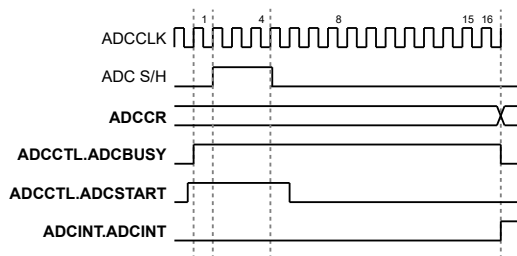 1 4 8 15 16
ADCCLK
ADC S/H
ADCCR
ADCCTL.ADCBUSY
ADCCTL.ADCSTART
ADCINT.ADCINT